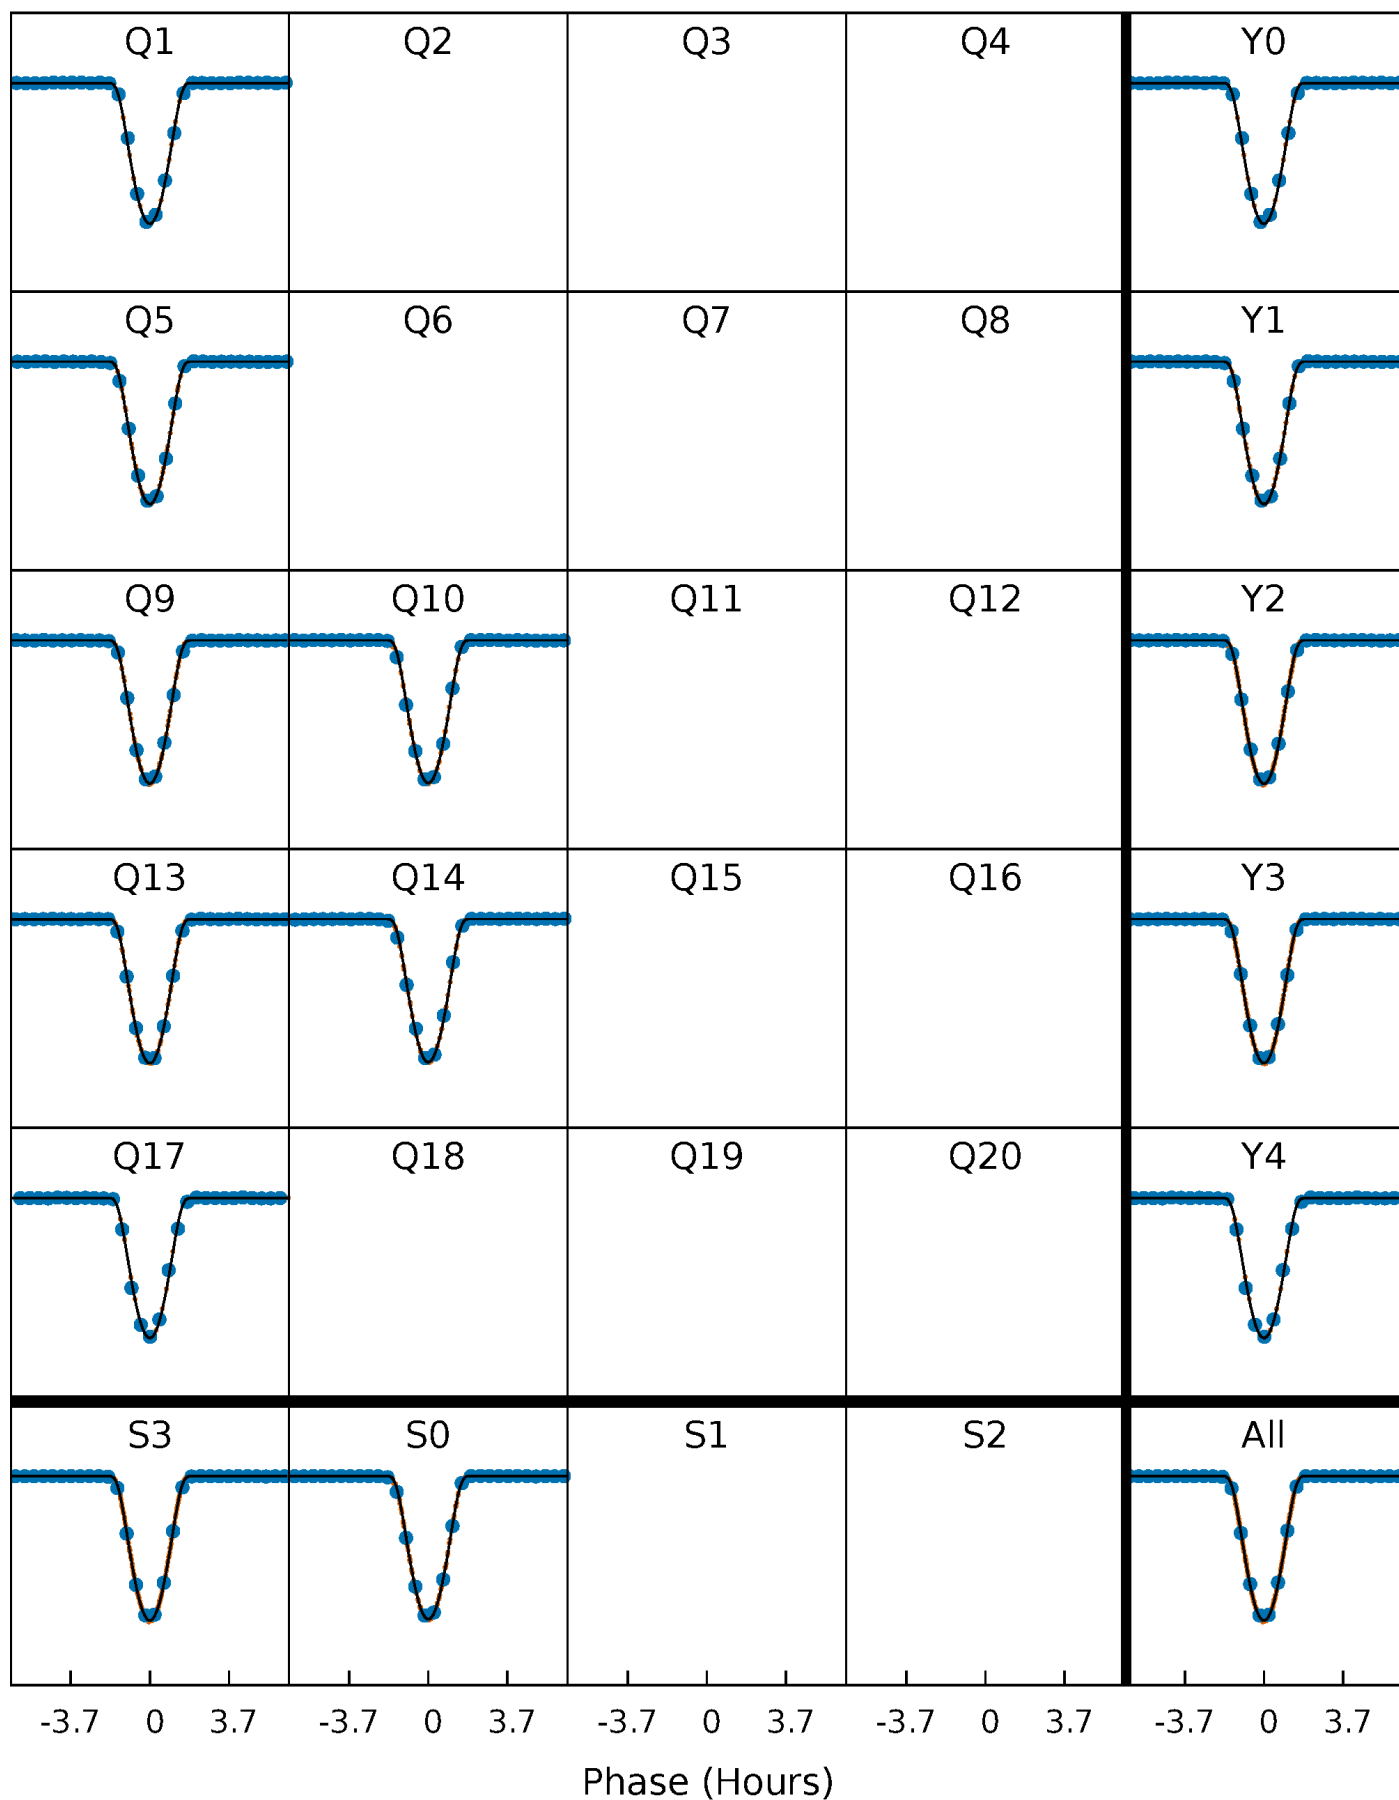 Q1 Q2 Q3 Q4 Y0
Q5 Q6 Q7 Q8 Y1
Q9 Q10 Q11 Q12 Y2
Q13 Q14 Q15 Q16 Y3
Q17 Q18 Q19 Q20 Y4
S3 S0 S1 S2 All
-3.7 0 3.7 -3.7 0 3.7 -3.7 0 3.7 -3.7 0 3.7 -3.7 0 3.7
Phase (Hours)